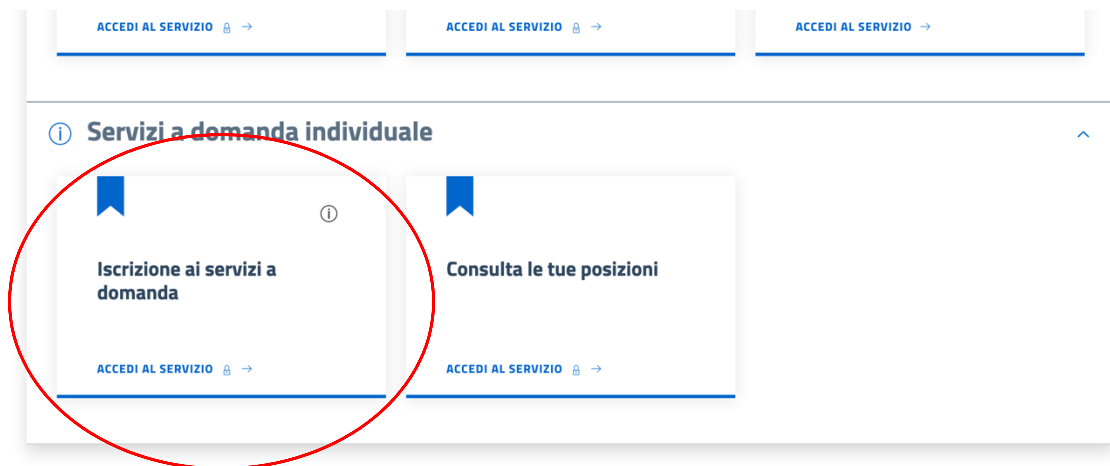 ACCEDI AL SERVIZIO
ACCEDI AL SERVIZIO
ACCEDI AL SERVIZIO
Servizi a domanda individuale
Iscrizione ai servizi a
domanda
Consulta le tue posizioni
ACCEDI AL SERVIZIO
ACCEDI AL SERVIZIO